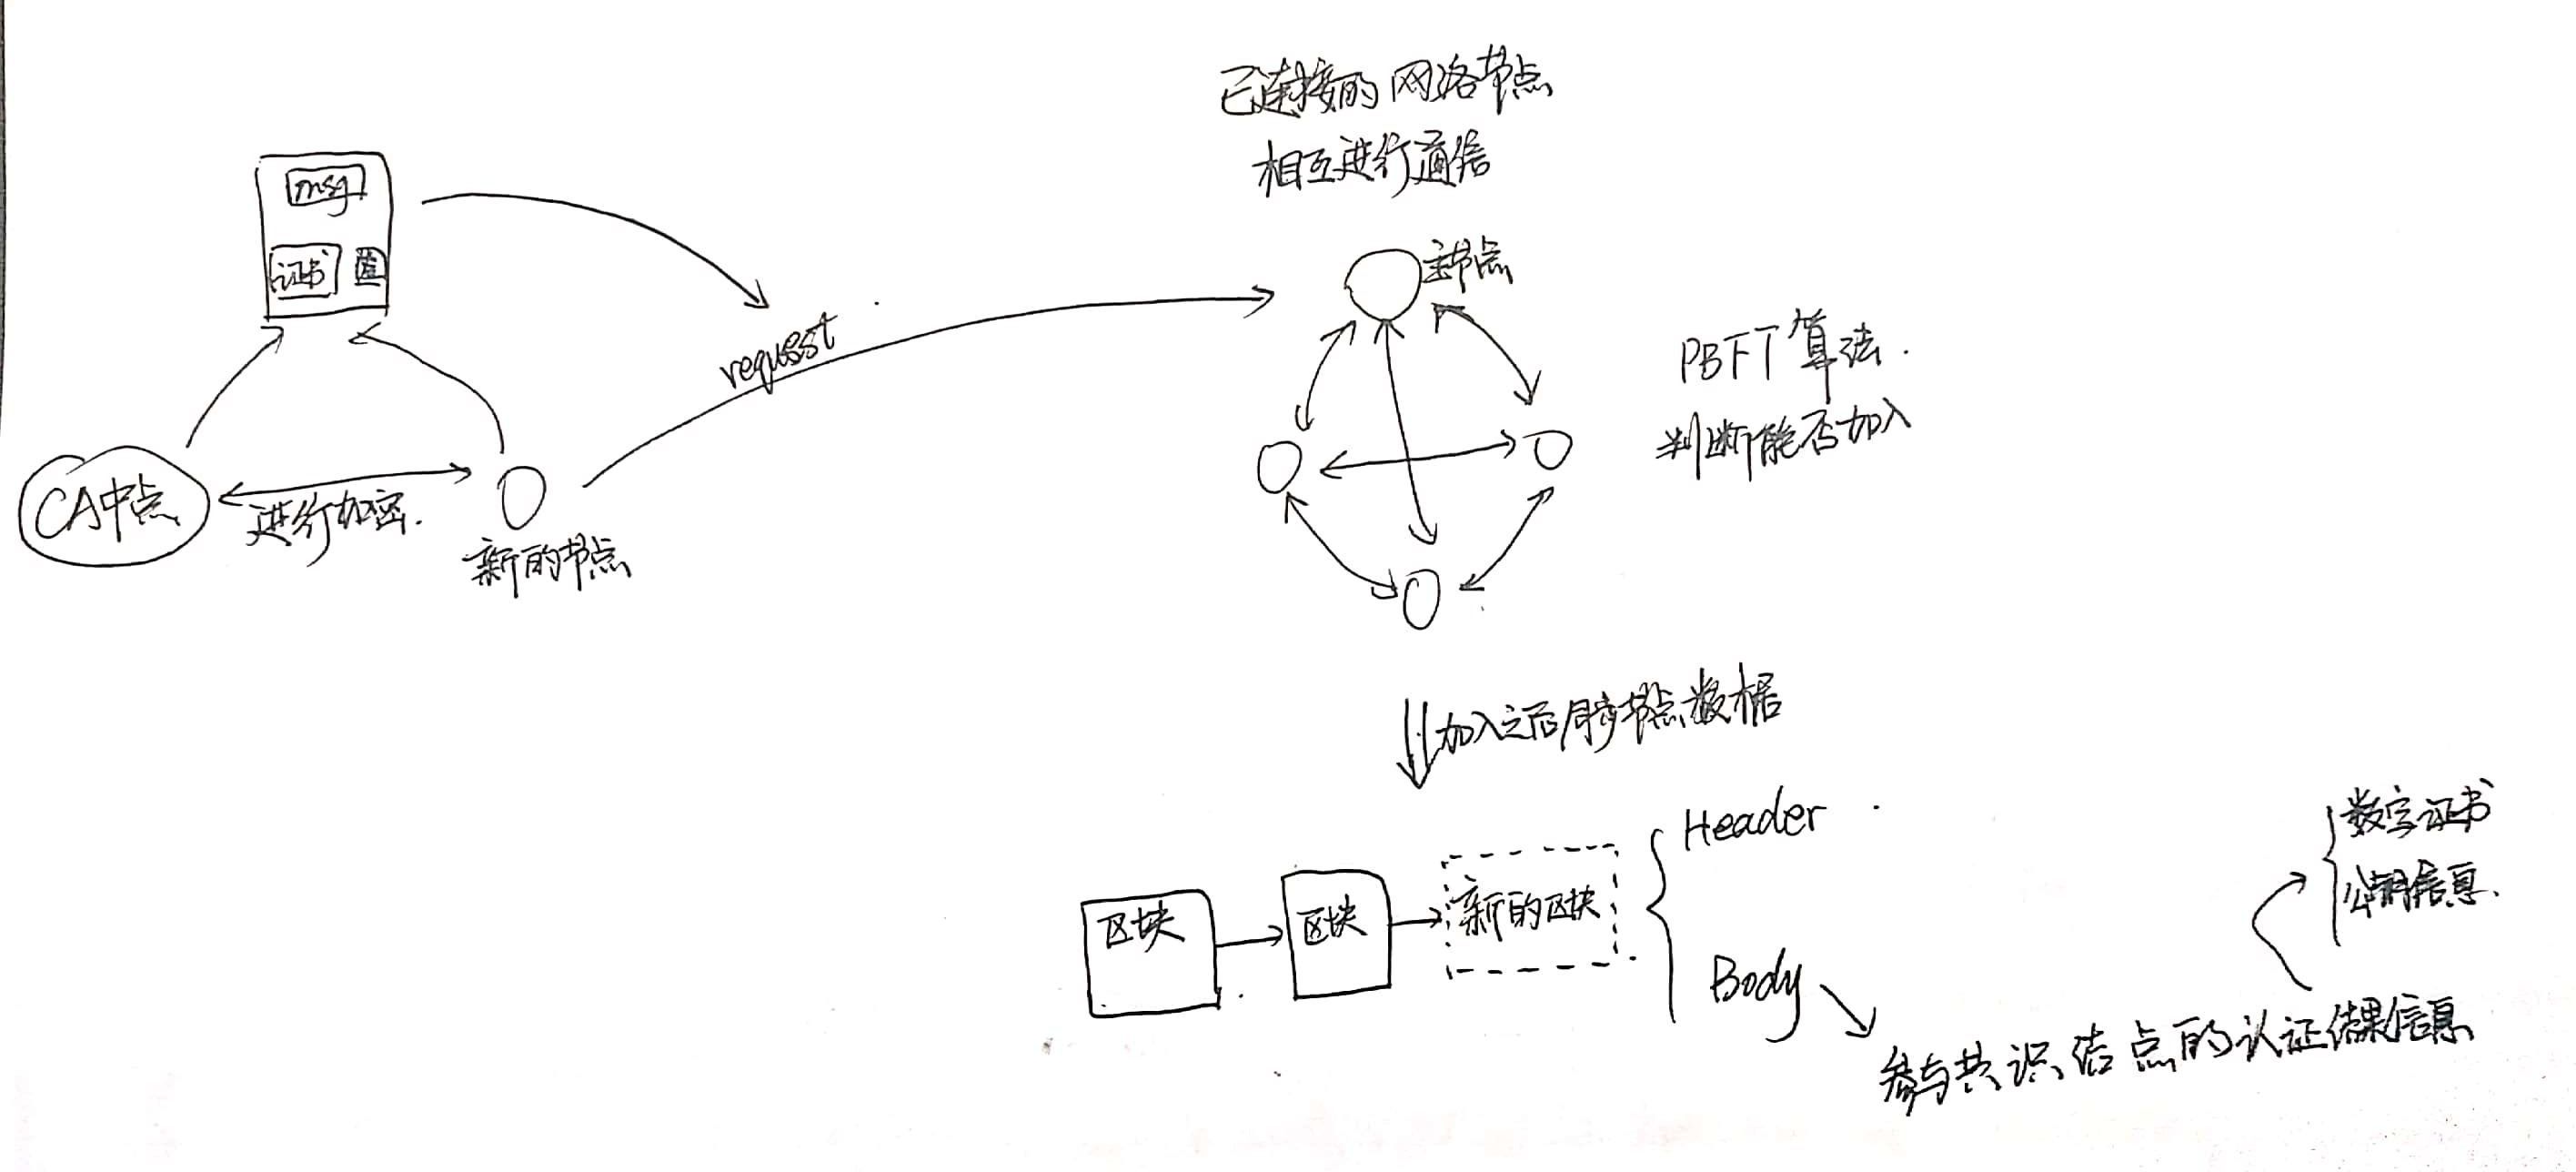 已连接的网络节点
相互进行通信
msg
证书
主节点
request
PBFT算法.
判断能否加入
CA中点
进行加密.
新的节点
加入之后同步节点数据
Header
Body
区块
区块
新的区块
数字证书
公钥信息.
参与共识结点的认证结果信息